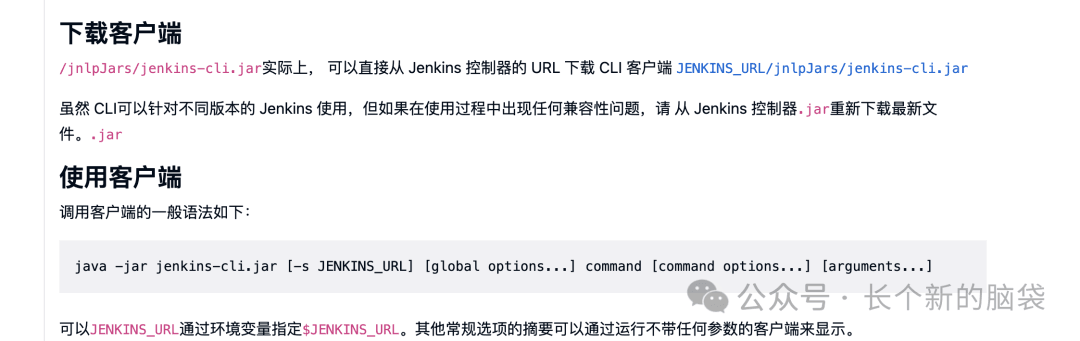 下载客户端
/jnlpJars/jenkins-cli.jar实际上， 可以直接从 Jenkins 控制器的 URL 下载 CLI 客户端 JENKINS_URL/jnlpJars/jenkins-cli.jar
虽然 CLI可以针对不同版本的 Jenkins 使用，但如果在使用过程中出现任何兼容性问题，请 从 Jenkins 控制器.jar重新下载最新文
件。.jar
使用客户端
调用客户端的一般语法如下：
java -jar jenkins-cli.jar [-s JENKINS_URL] [global options...] command [command options...] [arguments...]
公众号 · 长个新的脑袋
可以JENKINS_URL通过环境变量指定$JENKINS_URL。其他常规选项的摘要可以通过运行不带任何参数的客户端来显示。